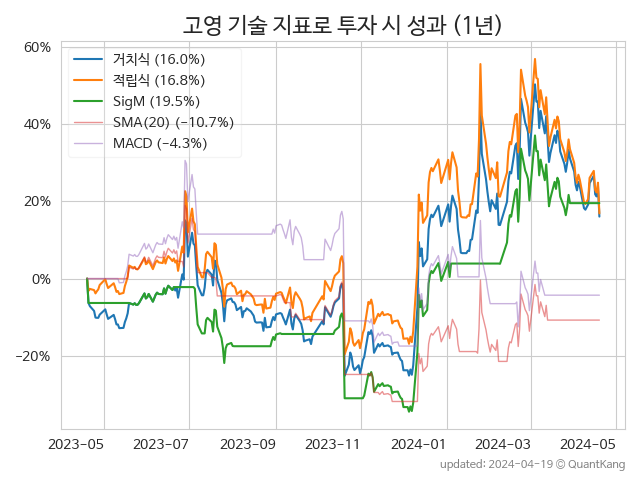 고영 기술 지표로 투자 시 성과 (1년)
60%
40%
20%
0%
−20%
거치식 (16.0%)
적립식 (16.8%)
SigM (19.5%)
SMA(20) (−10.7%)
MACD (−4.3%)
2023-05 2023-07 2023-09 2023-11 2024-01 2024-03 2024-05
updated: 2024-04-19 © QuantKang